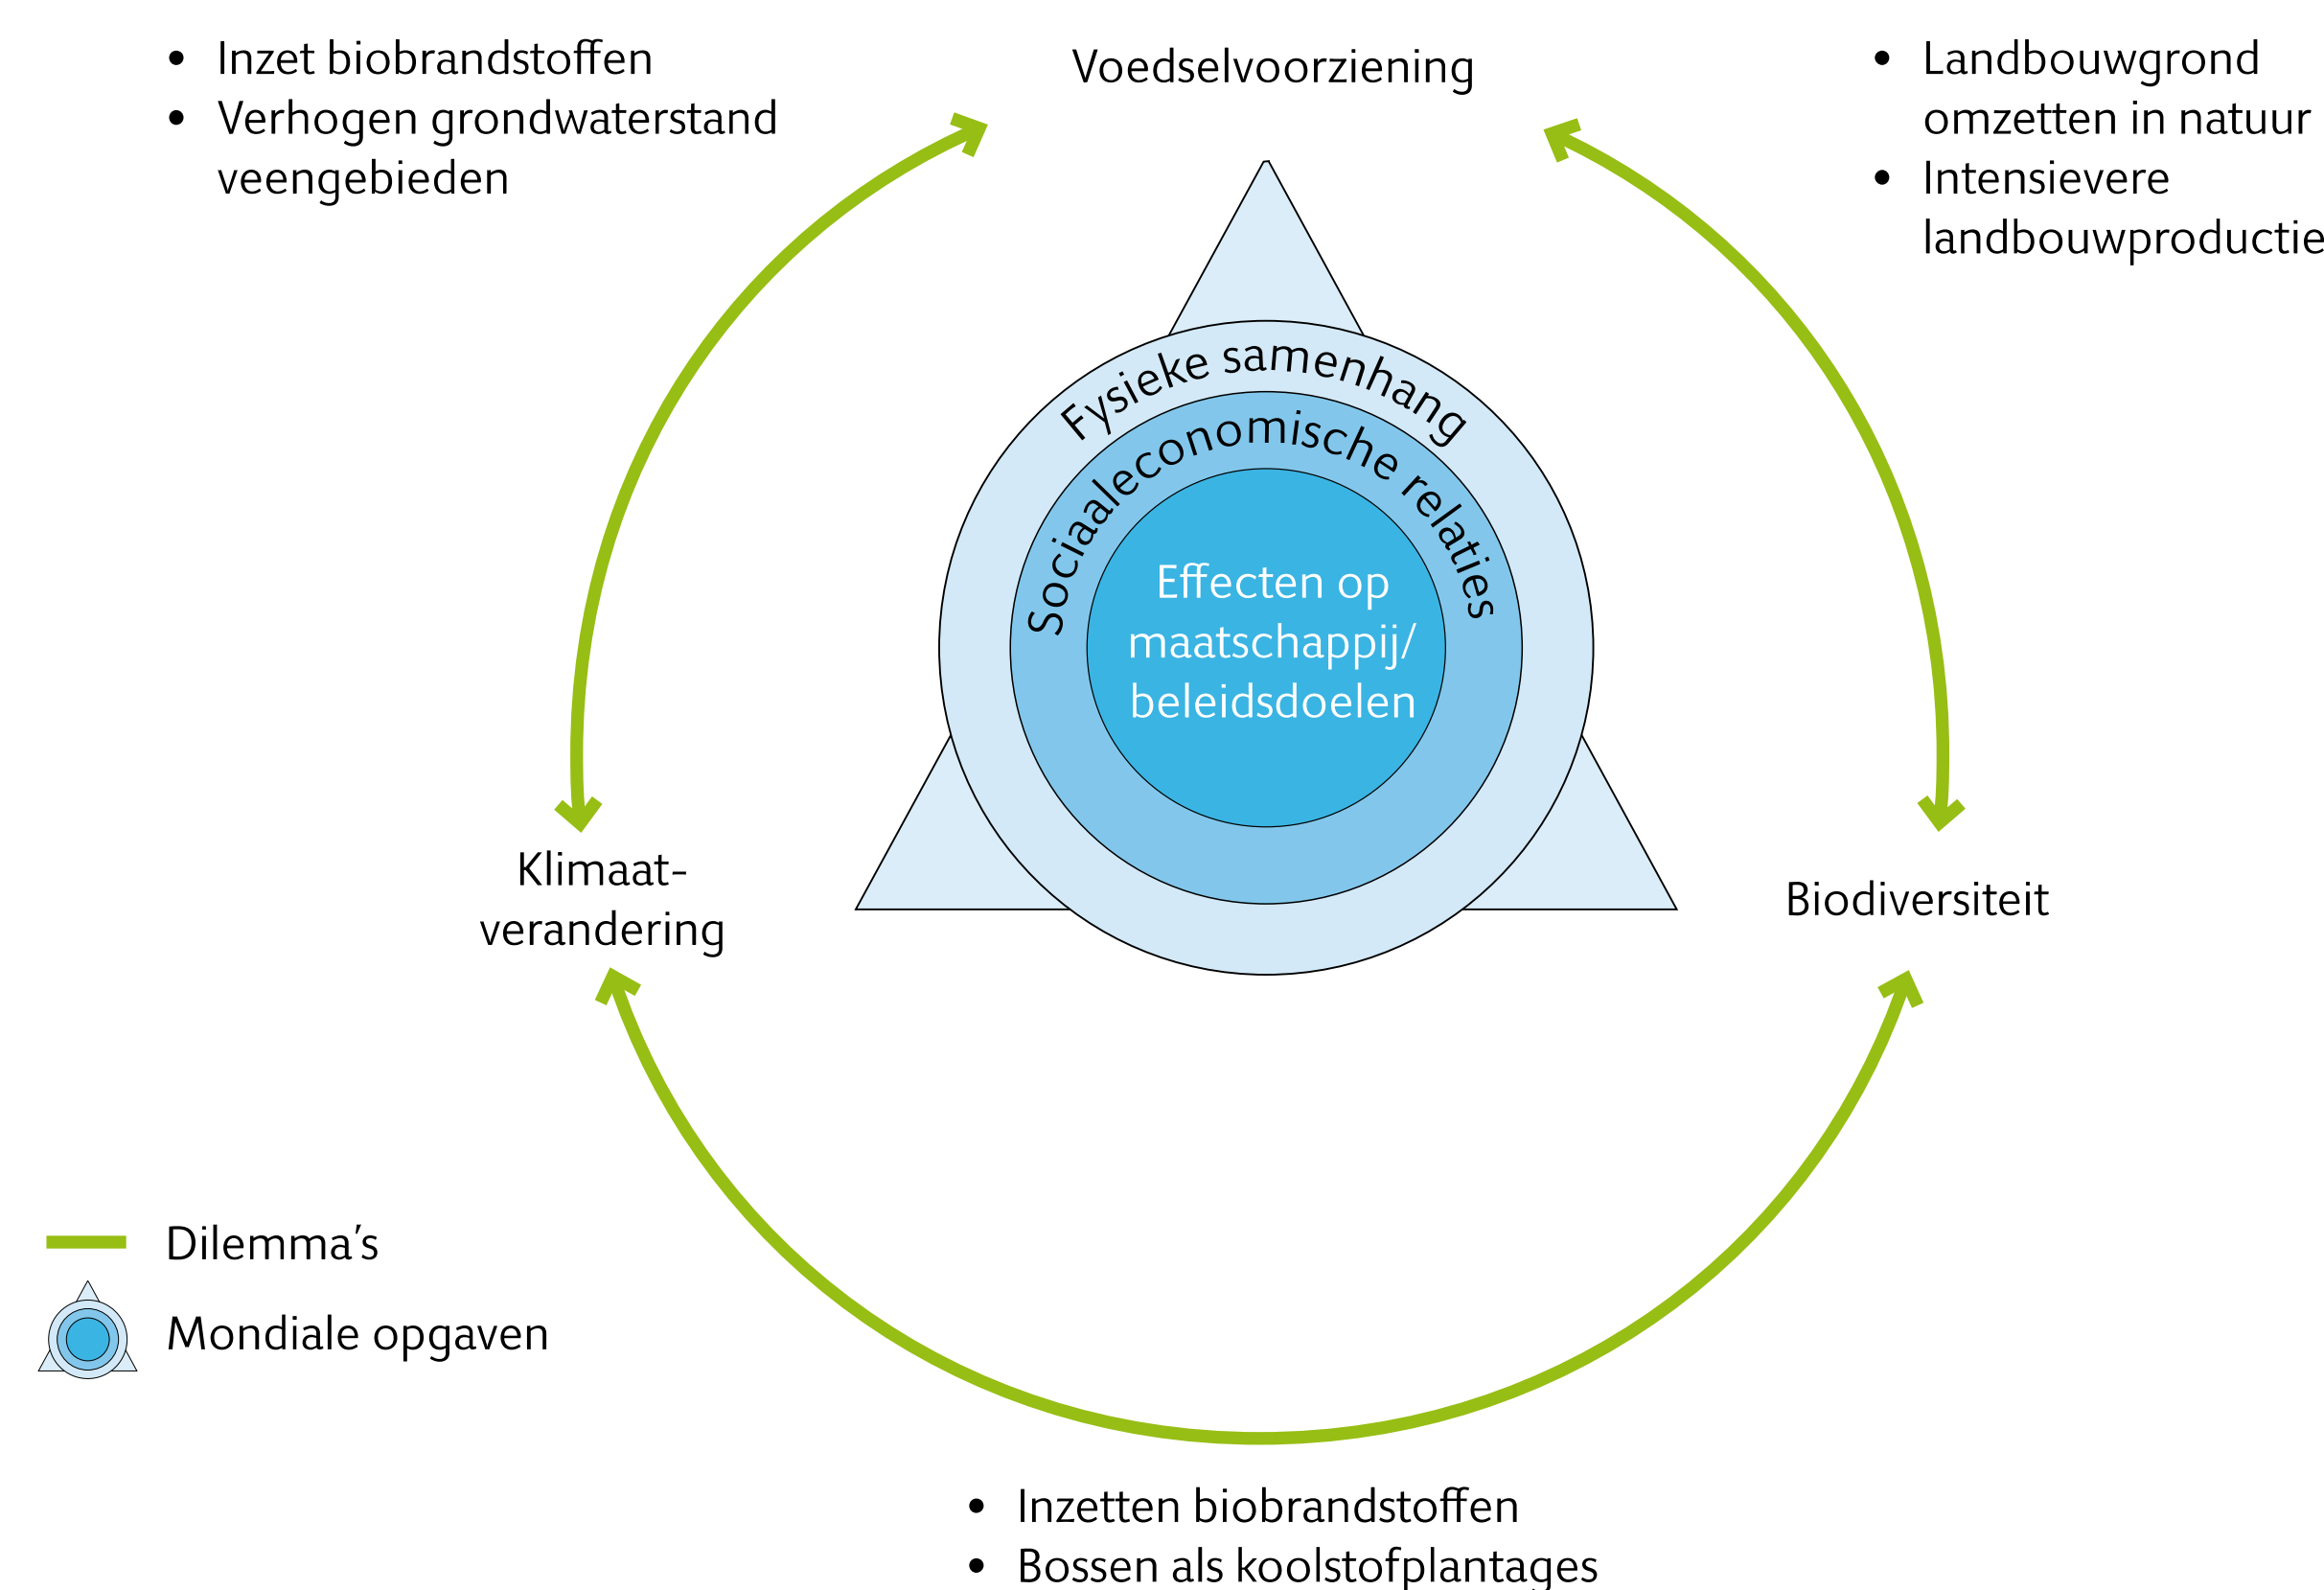 • Inzet biobrandstoffen
• Verhogen grondwaterstand
veengebieden
Voedselvoorziening
• Landbouwgrond
omzetten in natuur
• Intensievere
landbouwproductie
Fysieke samenhang
Sociaaleconomische relaties
Effecten op
maatschappij/
beleidsdoelen
Klimaat-
verandering
Biodiversiteit
Dilemma’s
Mondiale opgaven
• Inzetten biobrandstoffen
• Bossen als koolstofplantages